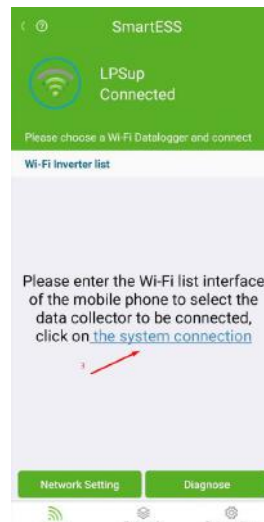 SmartESS
LPSup
Connected
Please choose a Wi-Fi Datalogger and connect
Wi-Fi Inverter list
Please enter the Wi-Fi list interface
of the mobile phone to select the
data collector to be connected,
click on the system connection
3
Network Setting
Diagnose